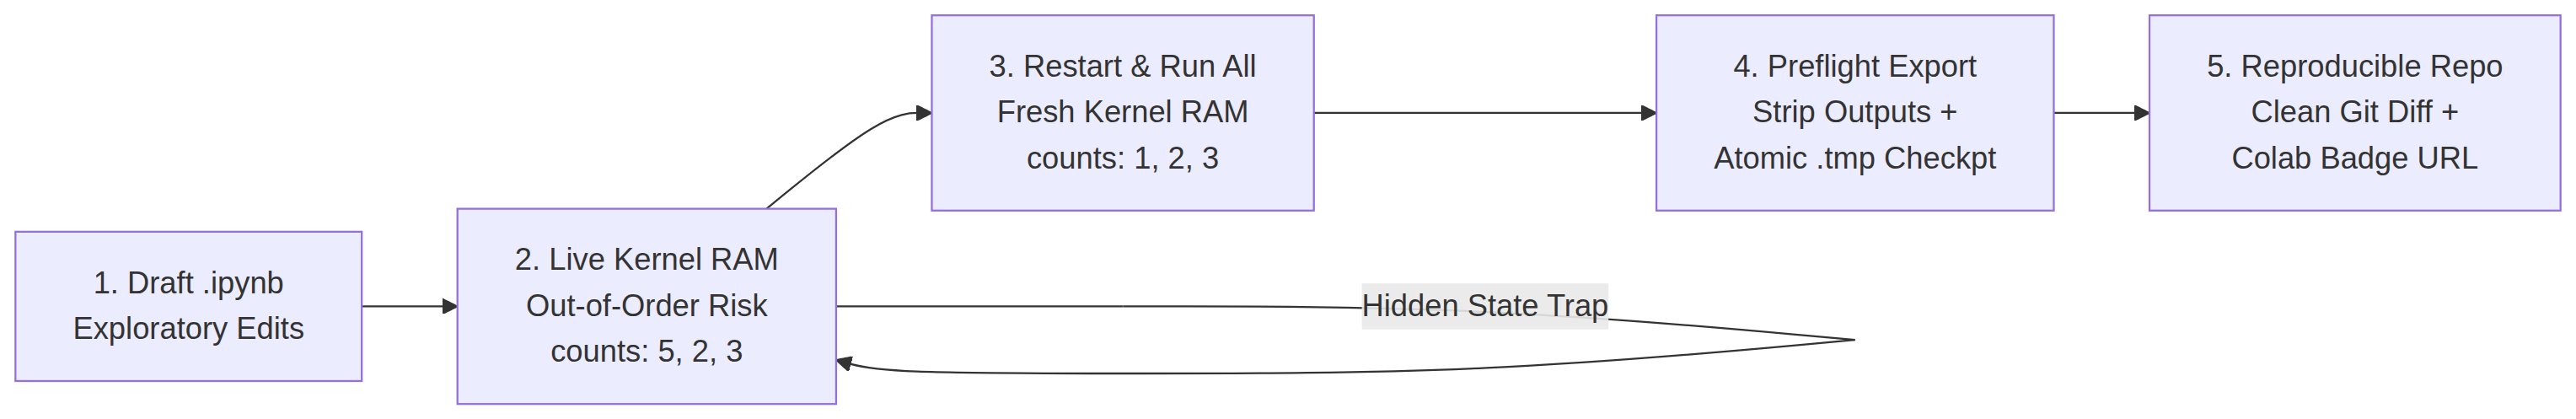 1. Draft .ipynb
Exploratory Edits
2. Live Kernel RAM
Out-of-Order Risk
counts: 5, 2, 3
Hidden State Trap
3. Restart & Run All
Fresh Kernel RAM
counts: 1, 2, 3
4. Preflight Export
Strip Outputs +
Atomic .tmp Checkpt
5. Reproducible Repo
Clean Git Diff +
Colab Badge URL